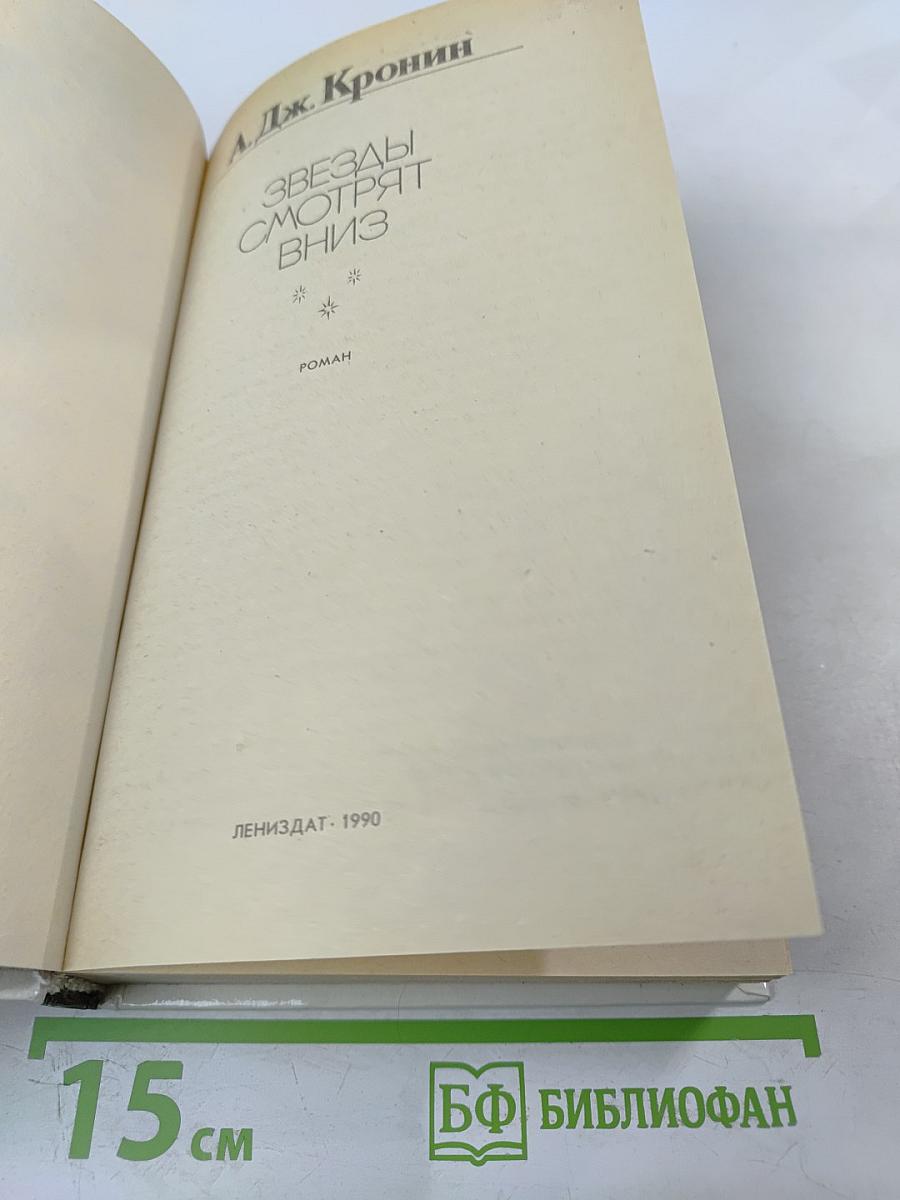 А. Дж. Кронин
ЗВЕЗДЫ
СМОТРЯТ
ВНИЗ
РОМАН
ЛЕНИЗДАТ · 1990
15 см
БФ БИБЛИОФАН